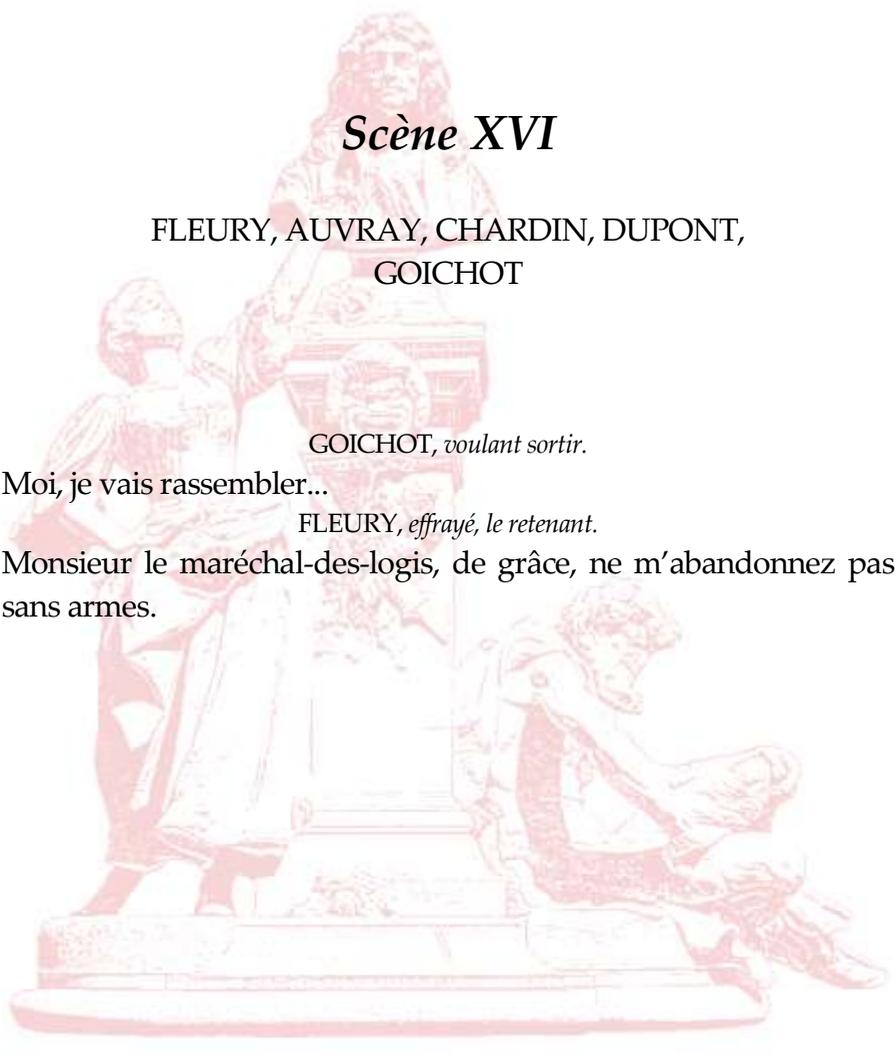 Scène XVI
FLEURY, AUVRAY, CHARDIN, DUPONT,
GOICHOT
GOICHOT, voulant sortir.
Moi, je vais rassembler...
FLEURY, effrayé, le retenant.
Monsieur le maréchal-des-logis, de grâce, ne m’abandonnez pas
sans armes.